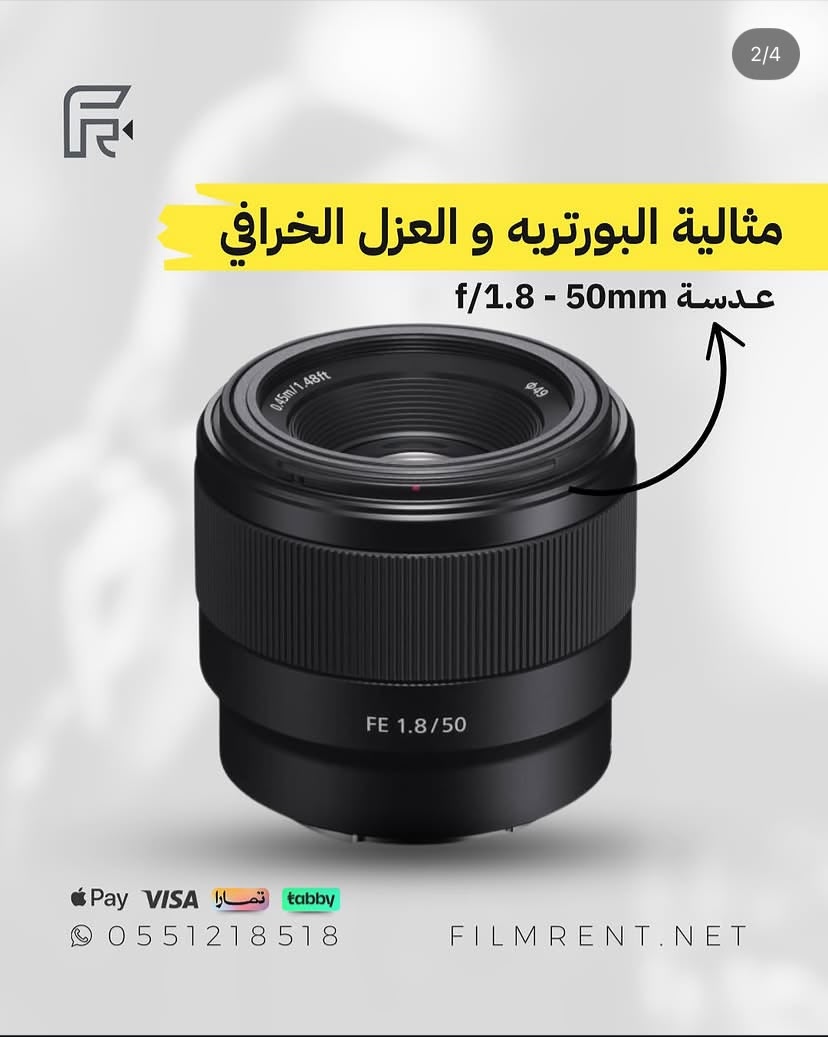 2/4
FR
مثالية البورتريه و العزل الخرافي
عدسة 50mm - f/1.8
0.45m/1.48ft
ø49
FE 1.8/50
Pay VISA تمارا tabby
0551218518
FILMRENT.NET